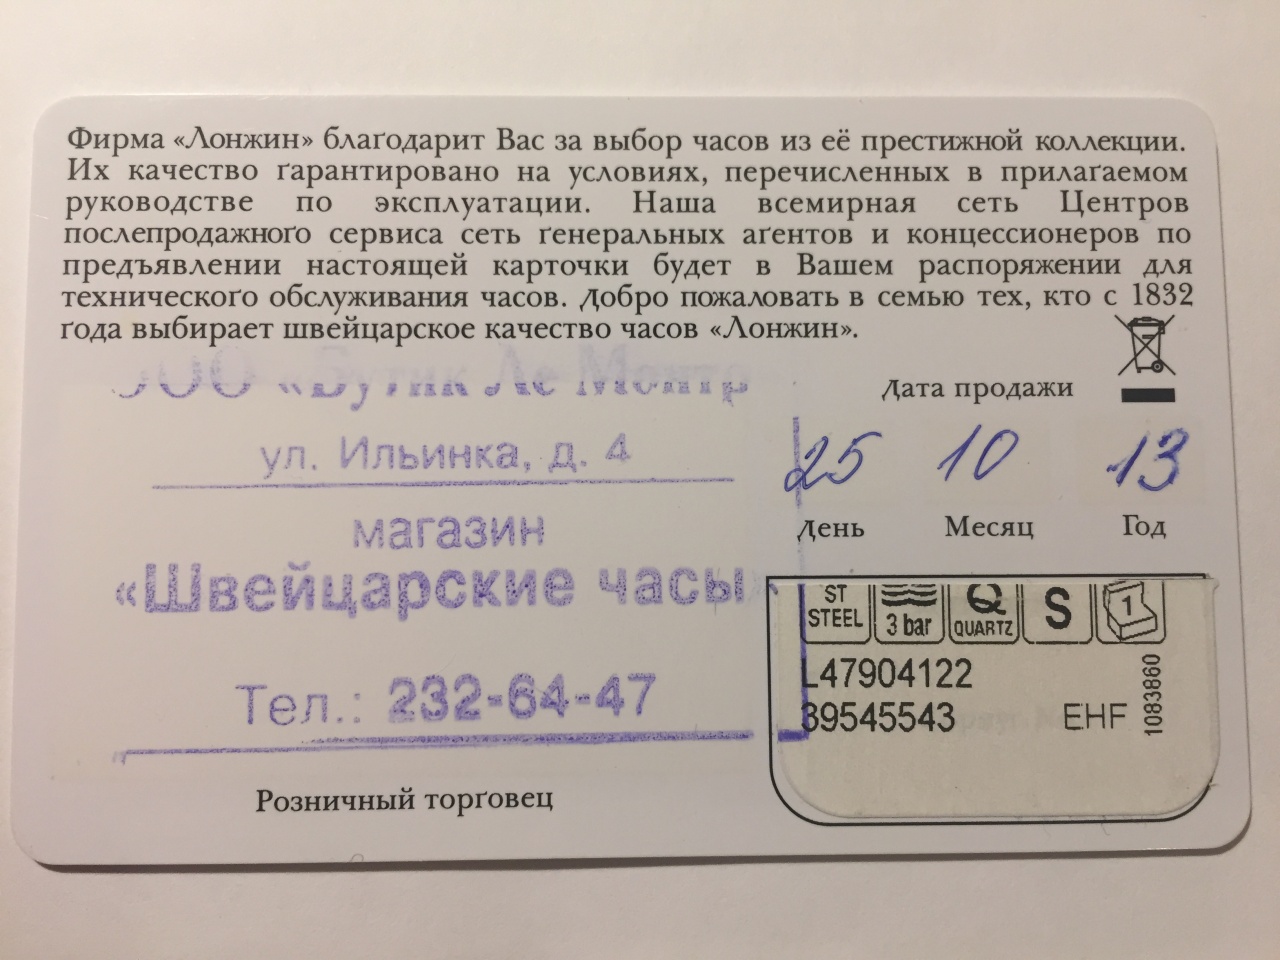 Фирма «Лонжин» благодарит Вас за выбор часов из её престижной коллекции.
Их качество гарантировано на условиях, перечисленных в прилагаемом
руководстве по эксплуатации. Наша всемирная сеть Центров
послепродажного сервиса сеть генеральных агентов и концессионеров по
предъявлении настоящей карточки будет в Вашем распоряжении для
технического обслуживания часов. Добро пожаловать в семью тех, кто с 1832
года выбирает швейцарское качество часов «Лонжин».
ООО «Бутик Ле Монтр
ул. Ильинка, д. 4
магазин
«Швейцарские часы
Тел.: 232-64-47
Розничный торговец
Дата продажи
25 10 13
День Месяц Год
ST STEEL 3 bar Q QUARTZ S 1
L47904122
39545543 EHF
1083860